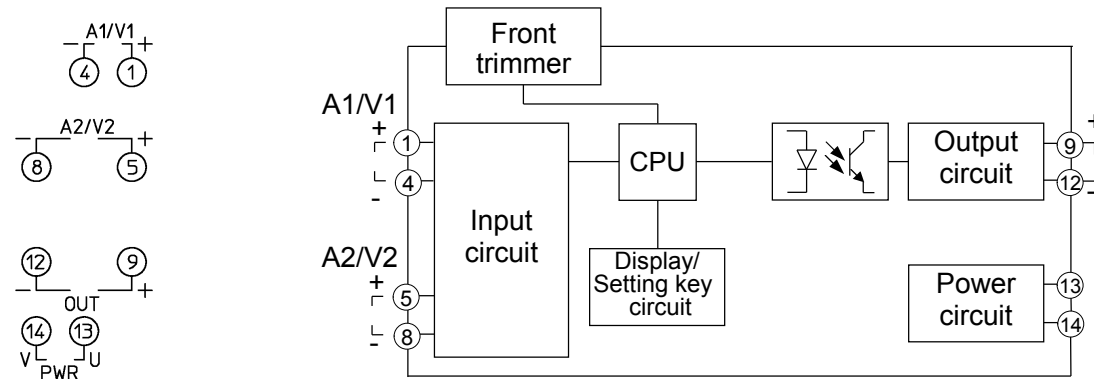 - A1/V1 +
4 1
- A2/V2 +
8 5
12 9
- OUT +
14 13
V PWR U
Front
trimmer
A1/V1
+
1
4
-
A2/V2
+
5
8
-
Input
circuit
CPU
Display/
Setting key
circuit
Output
circuit
9 +
12 -
Power
circuit
13
14